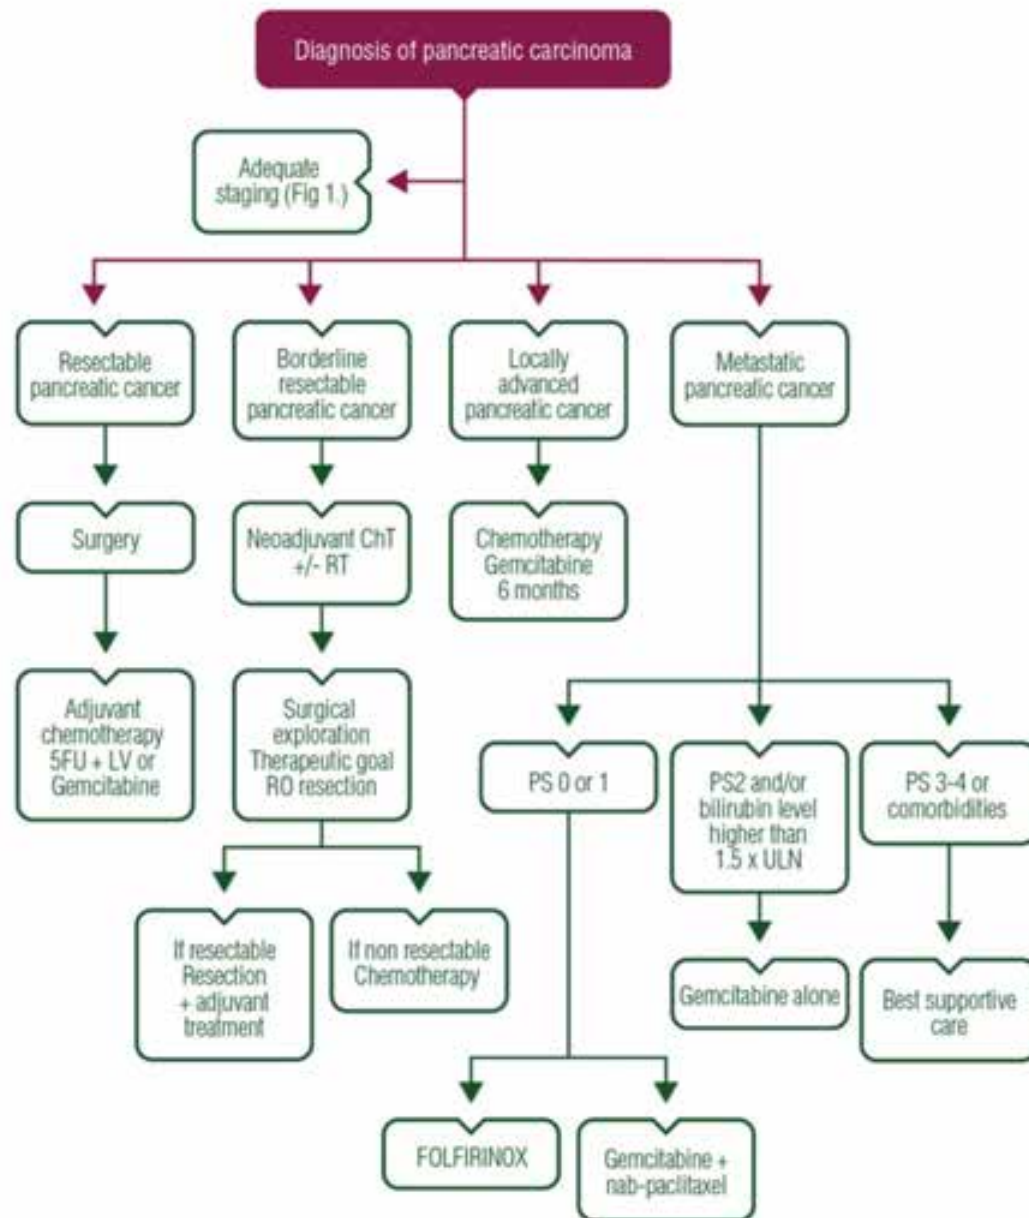 Diagnosis of pancreatic carcinoma
Adequate
staging (Fig 1.)
Resectable
pancreatic cancer
Borderline
resectable
pancreatic cancer
Locally
advanced
pancreatic cancer
Metastatic
pancreatic cancer
Surgery
Neoadjuvant ChT
+/- RT
Chemotherapy
Gemcitabine
6 months
Adjuvant
chemotherapy
5FU + LV or
Gemcitabine
Surgical
exploration
Therapeutic goal
RO resection
PS 0 or 1
PS2 and/or
bilirubin level
higher than
1.5 x ULN
PS 3-4 or
comorbidities
If resectable
Resection
+ adjuvant
treatment
If non resectable
Chemotherapy
Gemcitabine alone
Best supportive
care
FOLFIRINOX
Gemcitabine +
nab-paclitaxel